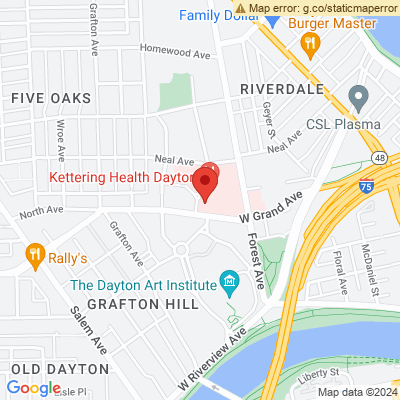 Map error: g.co/staticmaperror
Family Dollar
Burger Master
Grafton Ave
Homewood Ave
FIVE OAKS
RIVERDALE
Geyer St
CSL Plasma
Wroe Ave
Neal Ave
Neal Ave
48
Kettering Health Dayton
75
North Ave
W Grand Ave
Grafton Ave
Forest Ave
Rally's
The Dayton Art Institute
Floral Ave
McDaniel St
GRAFTON HILL
Salem Ave
W Riverview Ave
OLD DAYTON
Liberty St
Google
Map data ©2024